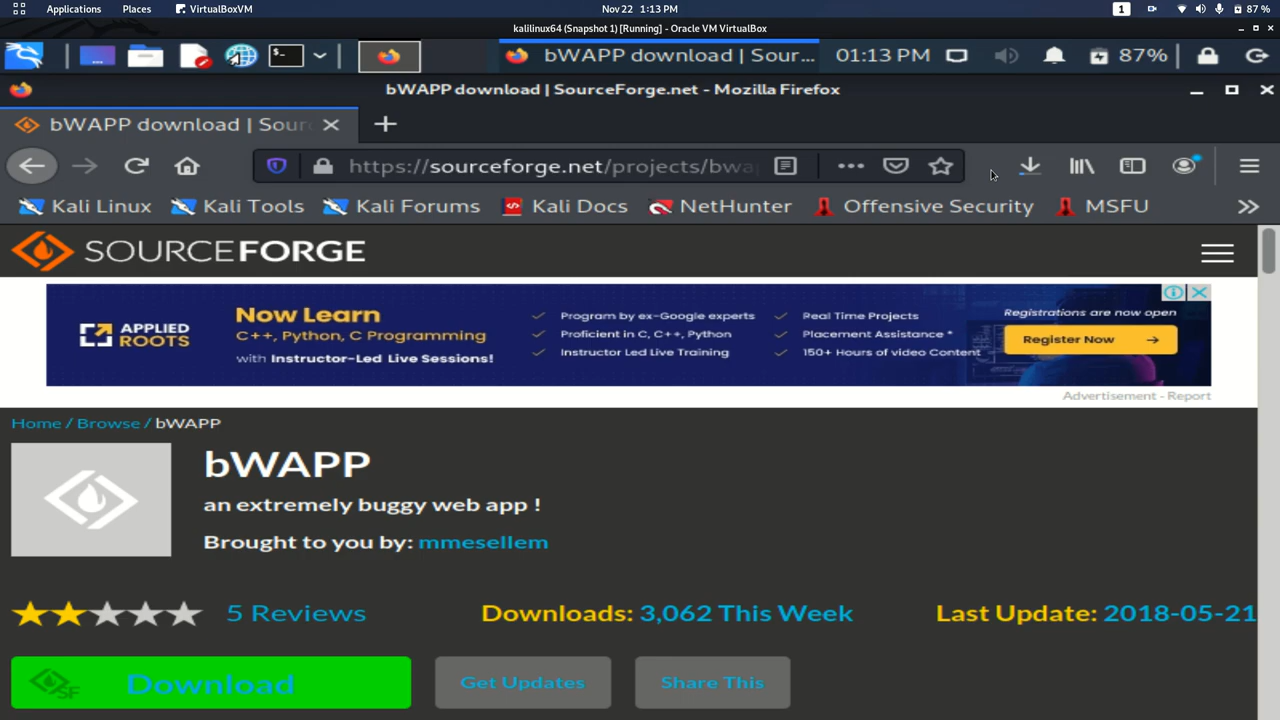 Applications Places VirtualBoxVM Nov 22 1:13 PM 1 87 %
kalilinux64 (Snapshot 1) [Running] - Oracle VM VirtualBox
$- bWAPP download | Sour... 01:13 PM 87%
bWAPP download | SourceForge.net - Mozilla Firefox
bWAPP download | Sour
https://sourceforge.net/projects/bwa
Kali Linux Kali Tools Kali Forums Kali Docs NetHunter Offensive Security MSFU
SOURCEFORGE
APPLIED ROOTS
Now Learn
C++, Python, C Programming
with Instructor-Led Live Sessions!
Program by ex-Google experts
Proficient in C, C++, Python
Instructor Led Live Training
Real Time Projects
Placement Assistance *
150+ Hours of video Content
Registrations are now open
Register Now →
Advertisement - Report
Home / Browse / bWAPP
bWAPP
an extremely buggy web app !
Brought to you by: mmesellem
5 Reviews Downloads: 3,062 This Week Last Update: 2018-05-21
SF Download Get Updates Share This